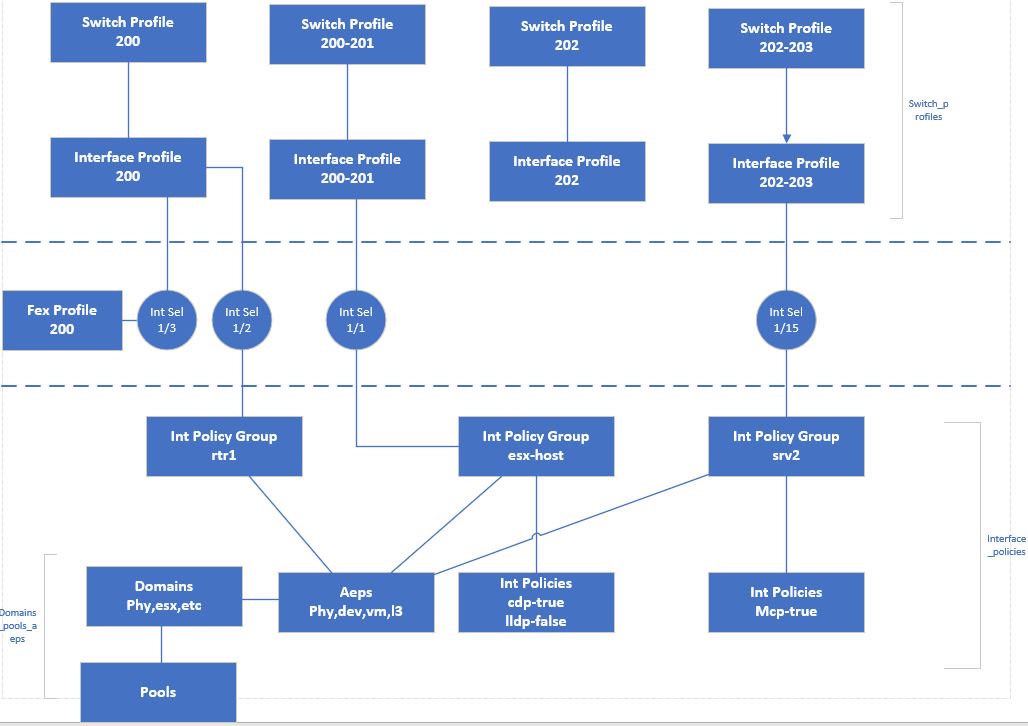 Switch Profile
200
Switch Profile
200-201
Switch Profile
202
Switch Profile
202-203
Switch_p
rofiles
Interface Profile
200
Interface Profile
200-201
Interface Profile
202
Interface Profile
202-203
Fex Profile
200
Int Sel
1/3
Int Sel
1/2
Int Sel
1/1
Int Sel
1/15
Int Policy Group
rtr1
Int Policy Group
esx-host
Int Policy Group
srv2
Interface
_policies
Domains
_pools_a
eps
Domains
Phy,esx,etc
Aeps
Phy,dev,vm,l3
Int Policies
cdp-true
lldp-false
Int Policies
Mcp-true
Pools